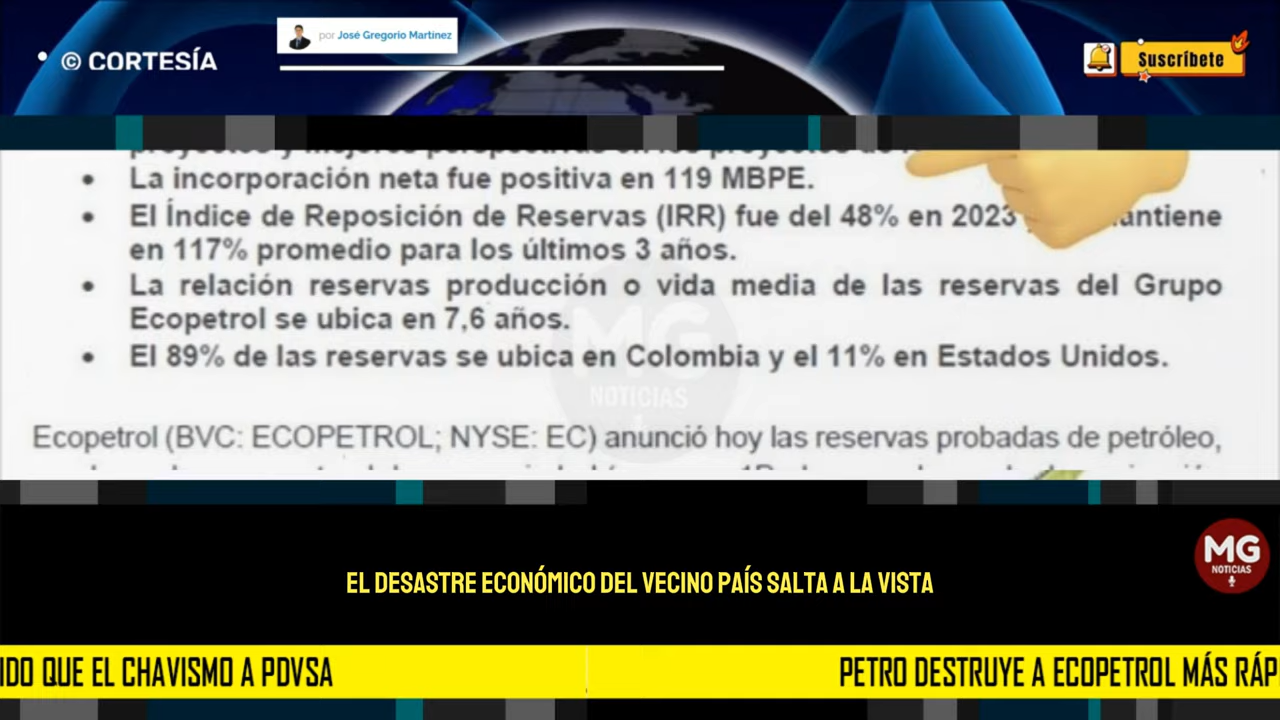 © CORTESÍA
por José Gregorio Martínez
Suscríbete
La incorporación neta fue positiva en 119 MBPE.
El Índice de Reposición de Reservas (IRR) fue del 48% en 2023
en 117% promedio para los últimos 3 años.
La relación reservas producción o vida media de las reservas del Grupo
Ecopetrol se ubica en 7,6 años.
El 89% de las reservas se ubica en Colombia y el 11% en Estados Unidos.
MG
NOTICIAS
1
Ecopetrol (BVC: ECOPETROL; NYSE: EC) anunció hoy las reservas probadas de petróleo,
MG
NOTICIAS
EL DESASTRE ECONÓMICO DEL VECINO PAÍS SALTA A LA VISTA
IDO QUE EL CHAVISMO A PDVSA
PETRO DESTRUYE A ECOPETROL MÁS RÁP